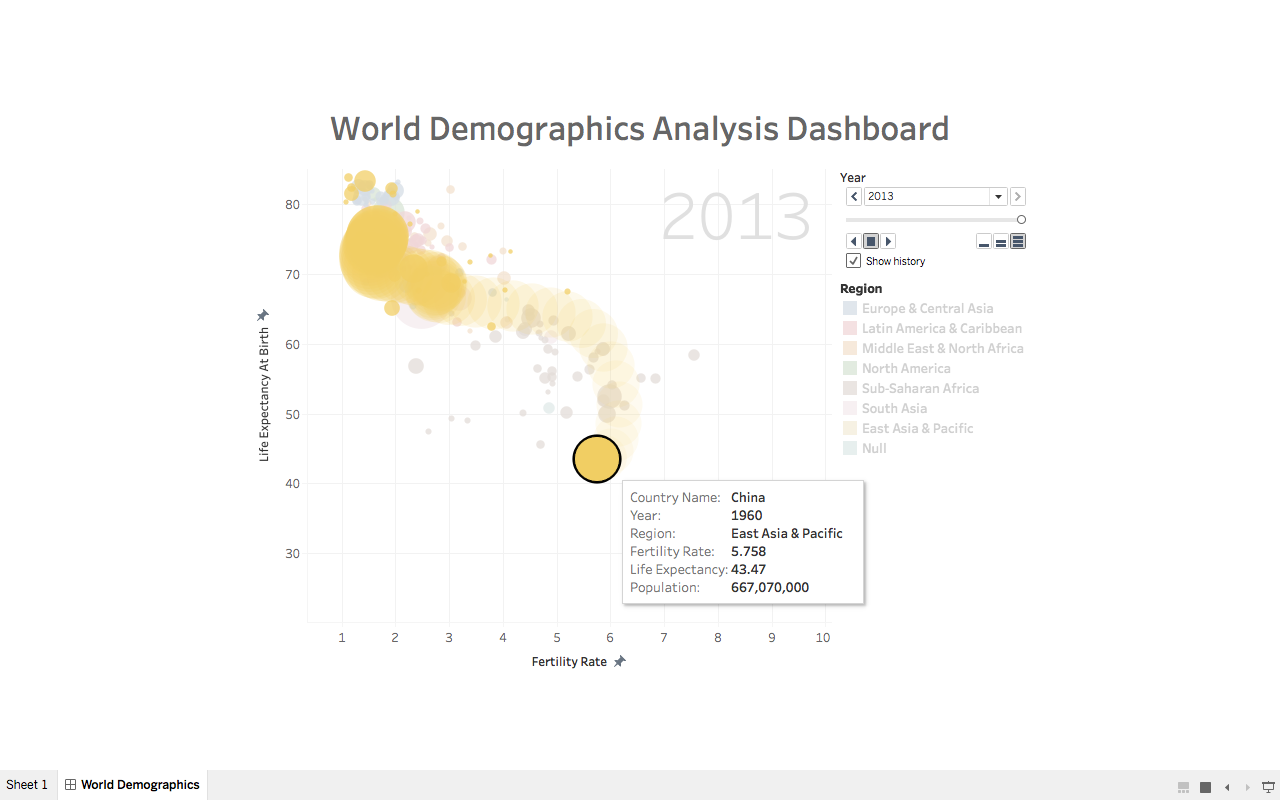 World Demographics Analysis Dashboard
2013
80
70
60
50
40
30
Life Expectancy At Birth
1 2 3 4 5 6 7 8 9 10
Fertility Rate
Country Name: China
Year: 1960
Region: East Asia & Pacific
Fertility Rate: 5.758
Life Expectancy: 43.47
Population: 667,070,000
Year
2013
Show history
Region
Europe & Central Asia
Latin America & Caribbean
Middle East & North Africa
North America
Sub-Saharan Africa
South Asia
East Asia & Pacific
Null
Sheet 1 World Demographics